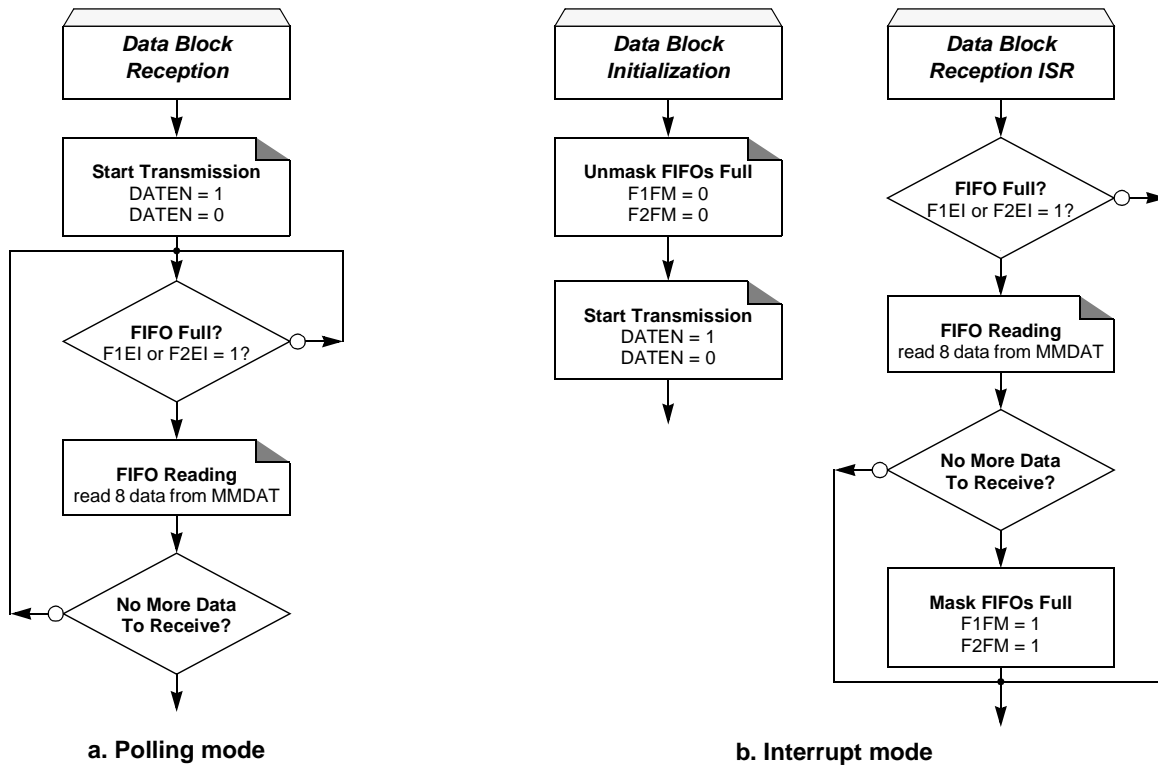 Data Block
Reception
Start Transmission
DATEN = 1
DATEN = 0
FIFO Full?
F1EI or F2EI = 1?
FIFO Reading
read 8 data from MMDAT
No More Data
To Receive?
a. Polling mode
Data Block
Initialization
Unmask FIFOs Full
F1FM = 0
F2FM = 0
Start Transmission
DATEN = 1
DATEN = 0
Data Block
Reception ISR
FIFO Full?
F1EI or F2EI = 1?
FIFO Reading
read 8 data from MMDAT
No More Data
To Receive?
Mask FIFOs Full
F1FM = 1
F2FM = 1
b. Interrupt mode